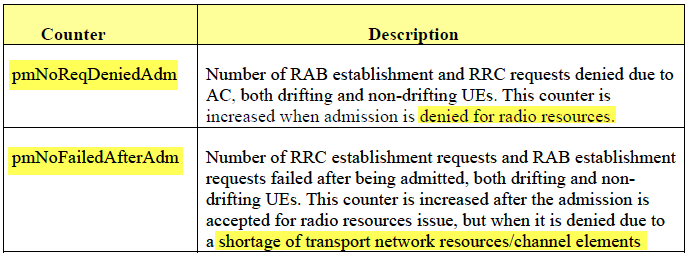 Counter Description
pmNoReqDeniedAdm
Number of RAB establishment and RRC requests denied due to
AC, both drifting and non-drifting UEs. This counter is
increased when admission is denied for radio resources.
pmNoFailedAfterAdm
Number of RRC establishment requests and RAB establishment
requests failed after being admitted, both drifting and non-
drifting UEs. This counter is increased after the admission is
accepted for radio resources issue, but when it is denied due to
a shortage of transport network resources/channel elements